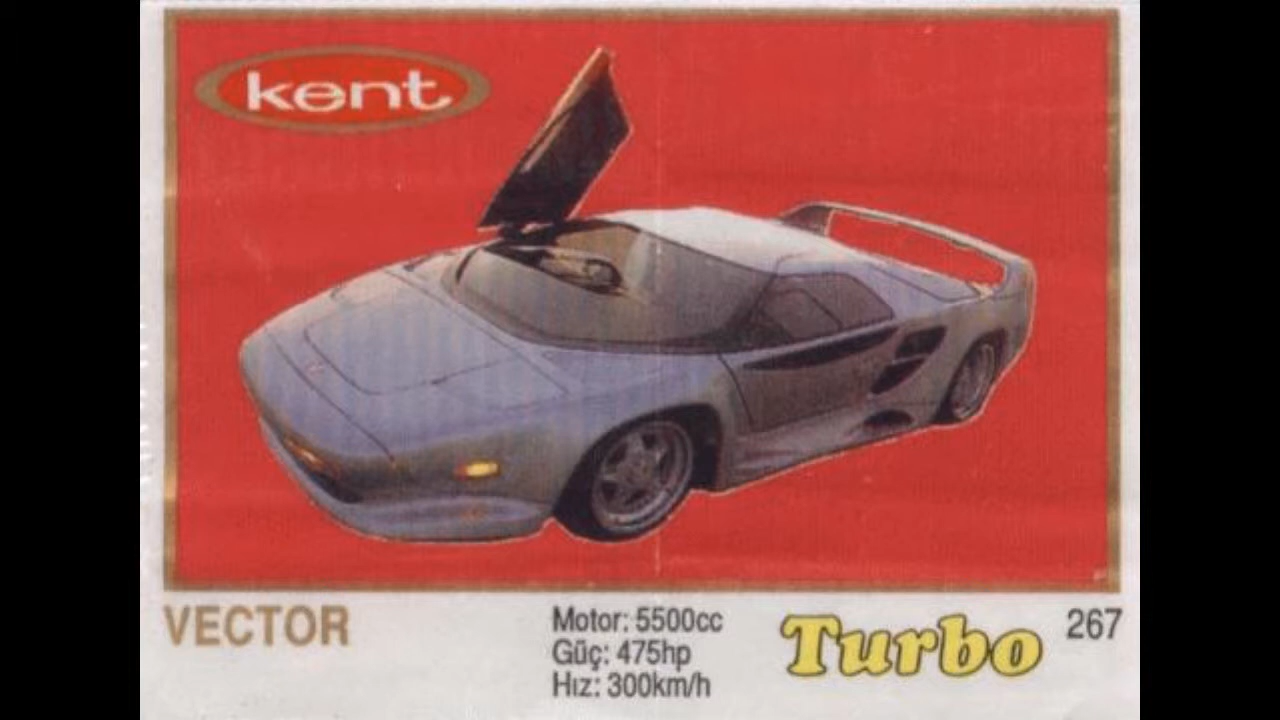 kent
VECTOR
Motor: 5500cc
Güç: 475hp
Hız: 300km/h
Turbo
267